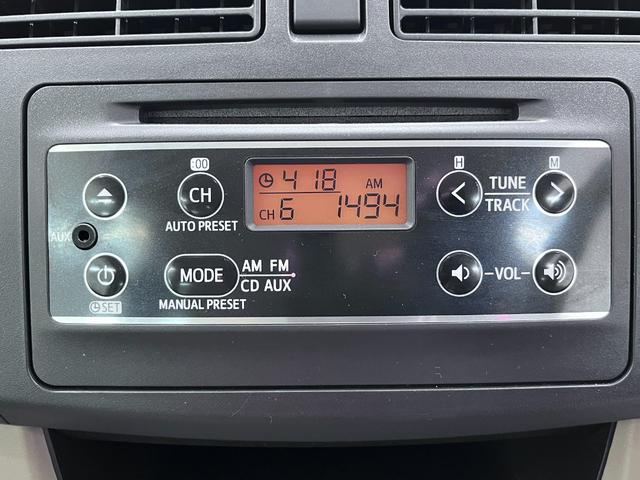 :00
H
M
4 18
AM
CH
TUNE
TRACK
CH 6
1494
AUTO PRESET
AUX
MODE
AM FM
CD AUX
-VOL-
SET
MANUAL PRESET